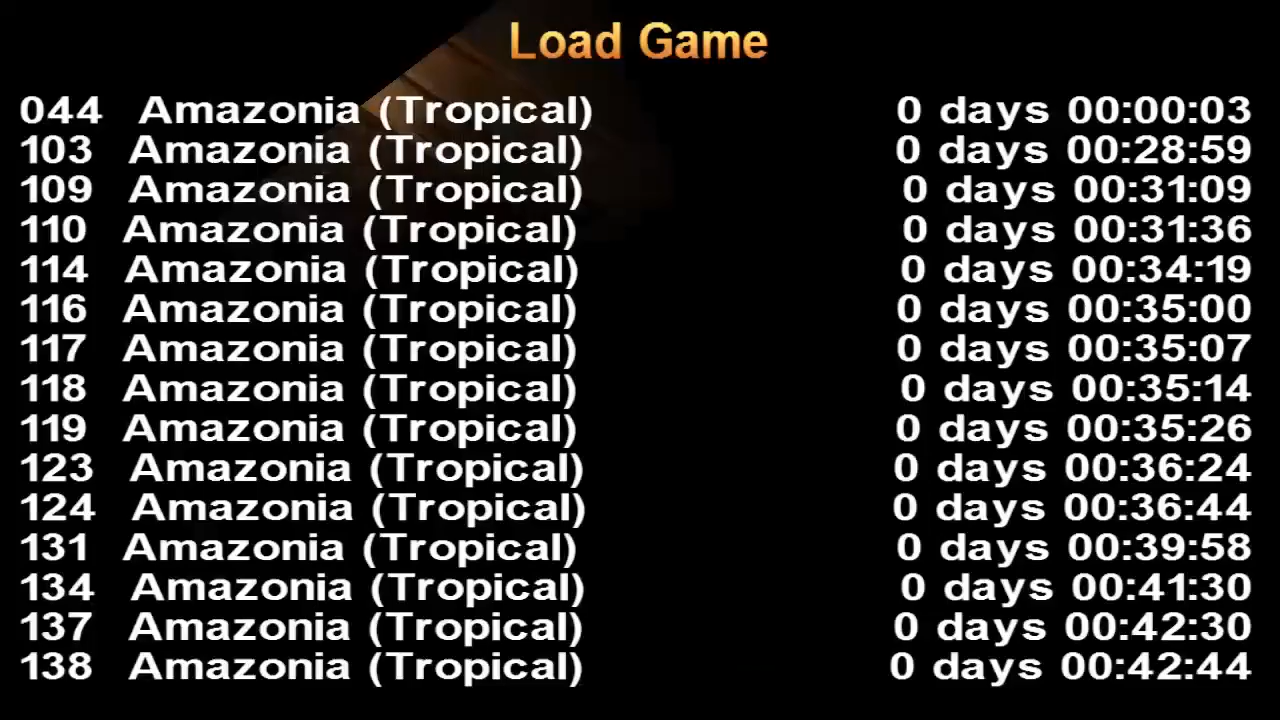 Load Game
044 Amazonia (Tropical) 0 days 00:00:03
103 Amazonia (Tropical) 0 days 00:28:59
109 Amazonia (Tropical) 0 days 00:31:09
110 Amazonia (Tropical) 0 days 00:31:36
114 Amazonia (Tropical) 0 days 00:34:19
116 Amazonia (Tropical) 0 days 00:35:00
117 Amazonia (Tropical) 0 days 00:35:07
118 Amazonia (Tropical) 0 days 00:35:14
119 Amazonia (Tropical) 0 days 00:35:26
123 Amazonia (Tropical) 0 days 00:36:24
124 Amazonia (Tropical) 0 days 00:36:44
131 Amazonia (Tropical) 0 days 00:39:58
134 Amazonia (Tropical) 0 days 00:41:30
137 Amazonia (Tropical) 0 days 00:42:30
138 Amazonia (Tropical) 0 days 00:42:44